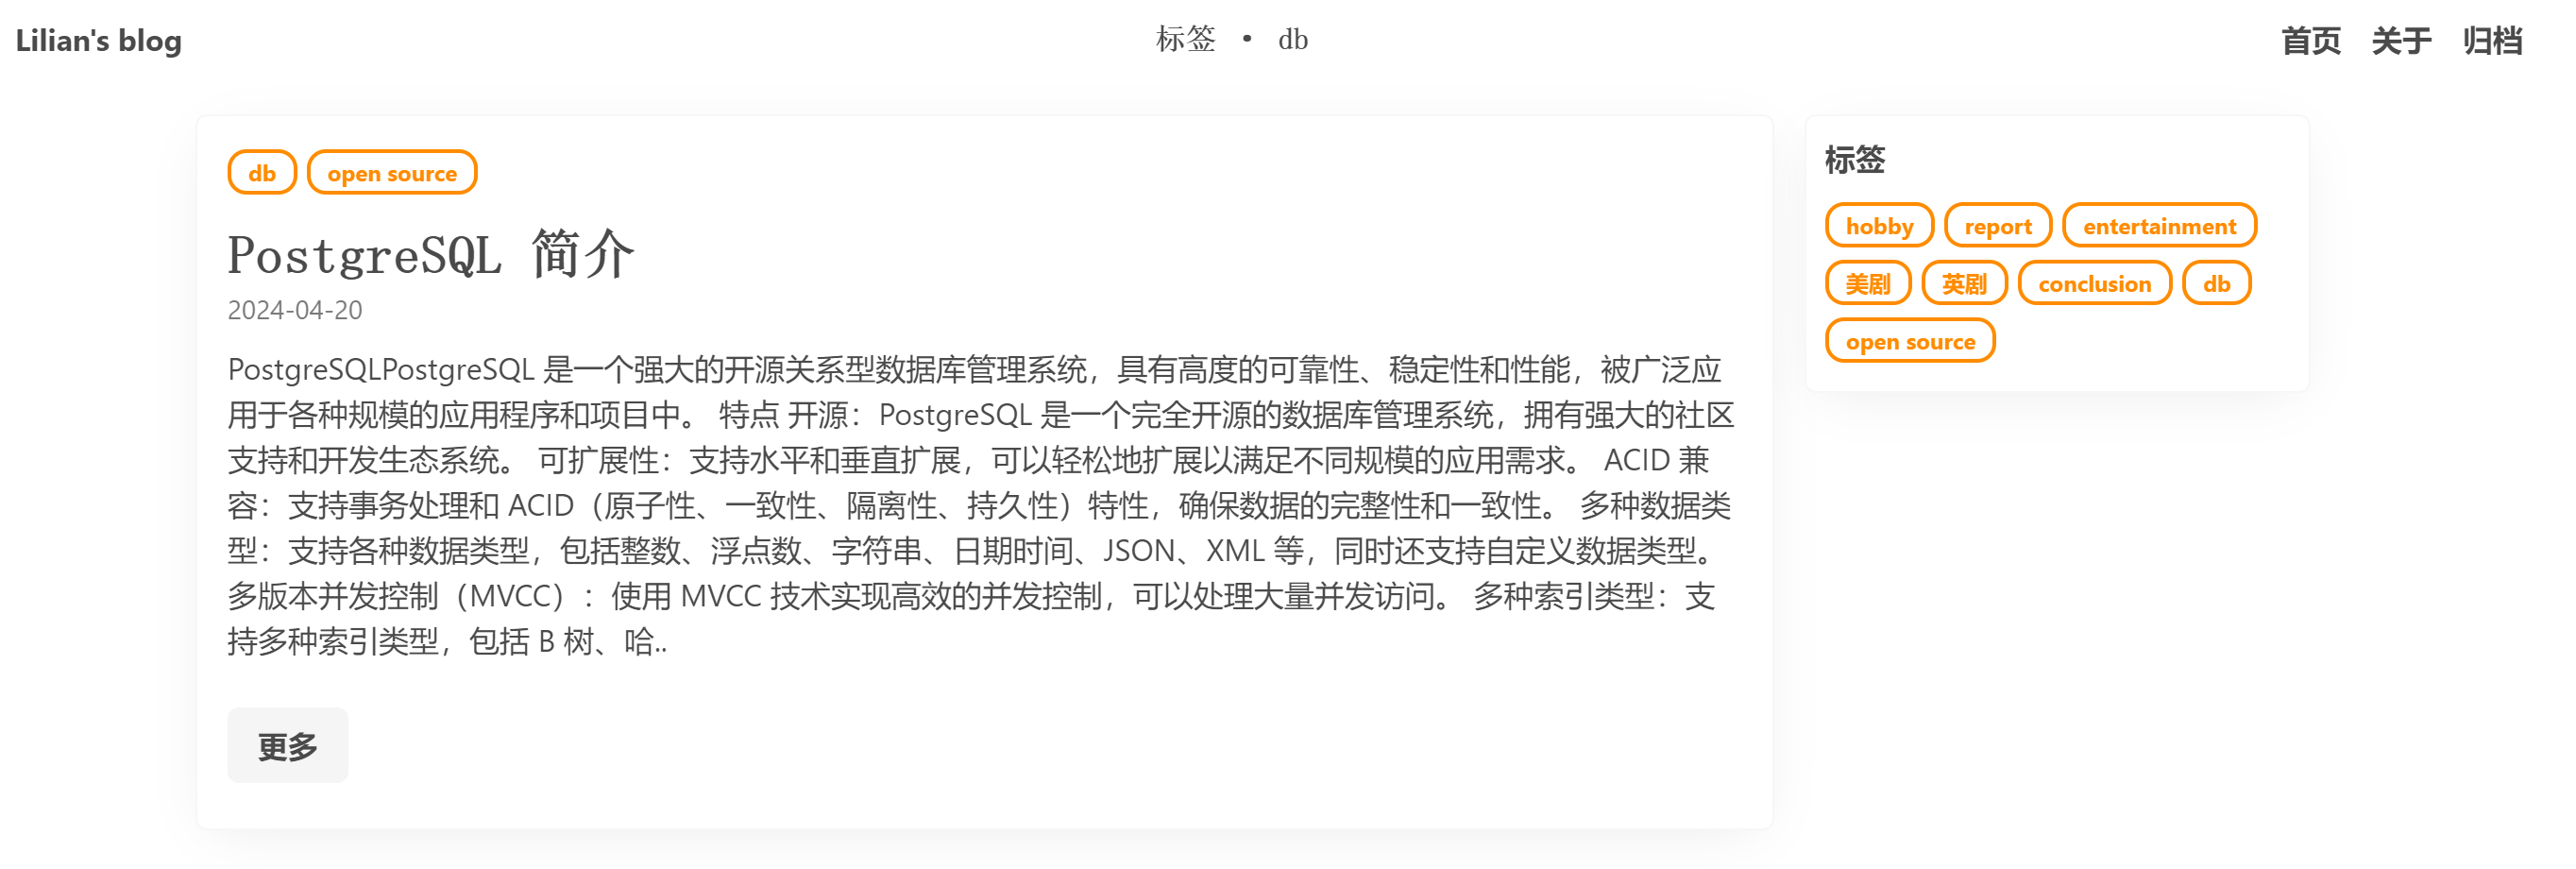 Lilian's blog
标签 • db
首页 关于 归档
db open source
PostgreSQL 简介
2024-04-20
PostgreSQLPostgreSQL 是一个强大的开源关系型数据库管理系统，具有高度的可靠性、稳定性和性能，被广泛应
用于各种规模的应用程序和项目中。 特点 开源：PostgreSQL 是一个完全开源的数据库管理系统，拥有强大的社区
支持和开发生态系统。 可扩展性：支持水平和垂直扩展，可以轻松地扩展以满足不同规模的应用需求。 ACID 兼
容：支持事务处理和 ACID（原子性、一致性、隔离性、持久性）特性，确保数据的完整性和一致性。 多种数据类
型：支持各种数据类型，包括整数、浮点数、字符串、日期时间、JSON、XML 等，同时还支持自定义数据类型。
多版本并发控制（MVCC）：使用 MVCC 技术实现高效的并发控制，可以处理大量并发访问。 多种索引类型：支
持多种索引类型，包括 B 树、哈..
更多
标签
hobby report entertainment
美剧 英剧 conclusion db
open source